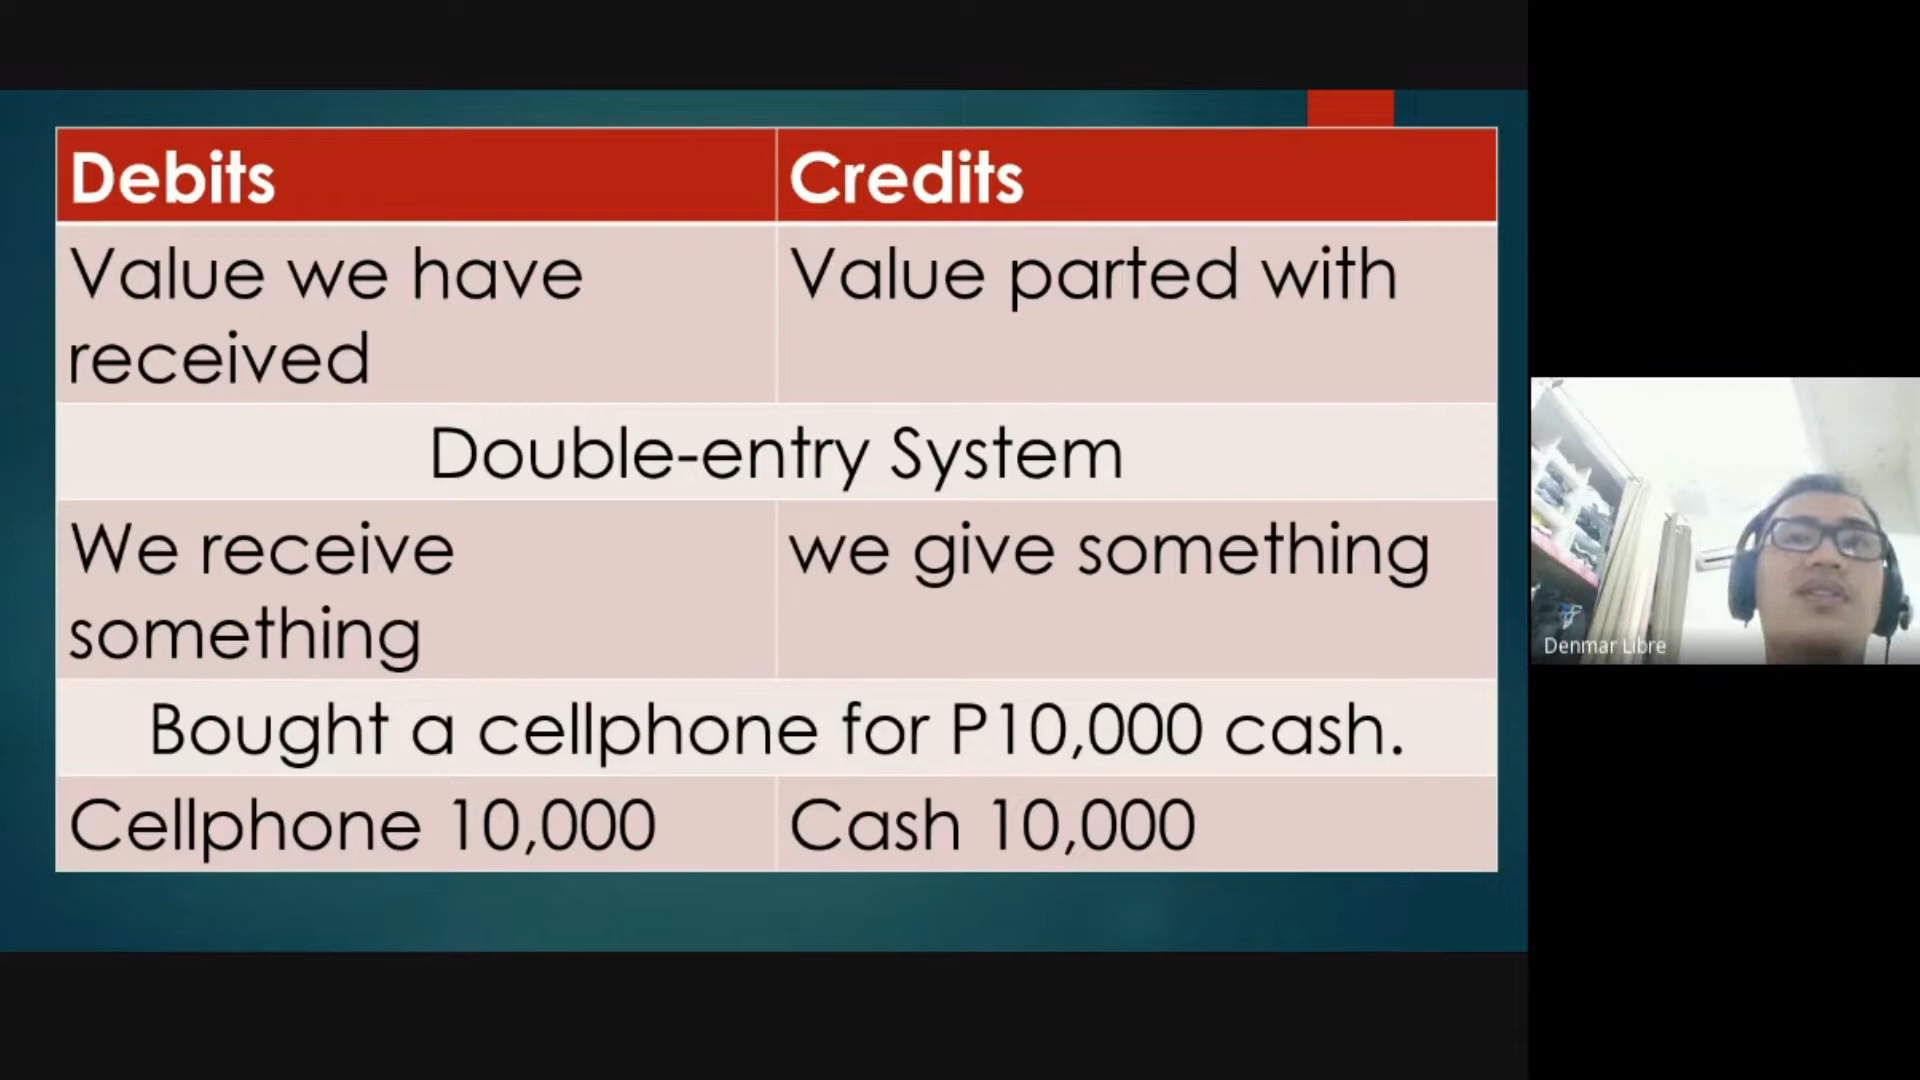 Debits
Credits
Value we have
received
Value parted with
Double-entry System
We receive
something
we give something
Bought a cellphone for P10,000 cash.
Cellphone 10,000
Cash 10,000
Denmar Libre